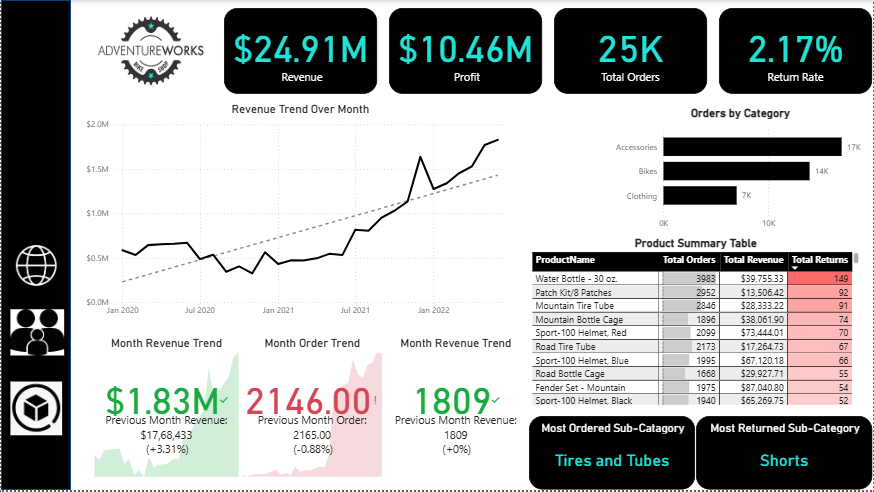 ADVENTUREWORKS
BIKE SHOP
$24.91M
Revenue
$10.46M
Profit
25K
Total Orders
2.17%
Return Rate
Revenue Trend Over Month
$2.0M
$1.5M
$1.0M
$0.5M
$0.0M
Jan 2020
Jul 2020
Jan 2021
Jul 2021
Jan 2022
Orders by Category
Accessories 17K
Bikes 14K
Clothing 7K
0K 10K
Product Summary Table
ProductName Total Orders Total Revenue Total Returns
Water Bottle - 30 oz. 3983 $39,755.33 149
Patch Kit/8 Patches 2952 $13,506.42 92
Mountain Tire Tube 2846 $28,333.22 91
Mountain Bottle Cage 1896 $38,061.90 74
Sport-100 Helmet, Red 2099 $73,444.01 70
Road Tire Tube 2173 $17,264.73 67
Sport-100 Helmet, Blue 1995 $67,120.18 66
Road Bottle Cage 1668 $29,927.71 55
Fender Set - Mountain 1975 $87,040.80 54
Sport-100 Helmet, Black 1940 $65,269.75 52
Month Revenue Trend
$1.83M
Previous Month Revenue:
$17,68,433
(+3.31%)
Month Order Trend
2146.00!
Previous Month Order:
2165.00
(-0.88%)
Month Revenue Trend
1809
Previous Month Revenue:
1809
(+0%)
Most Ordered Sub-Catagory
Tires and Tubes
Most Returned Sub-Category
Shorts